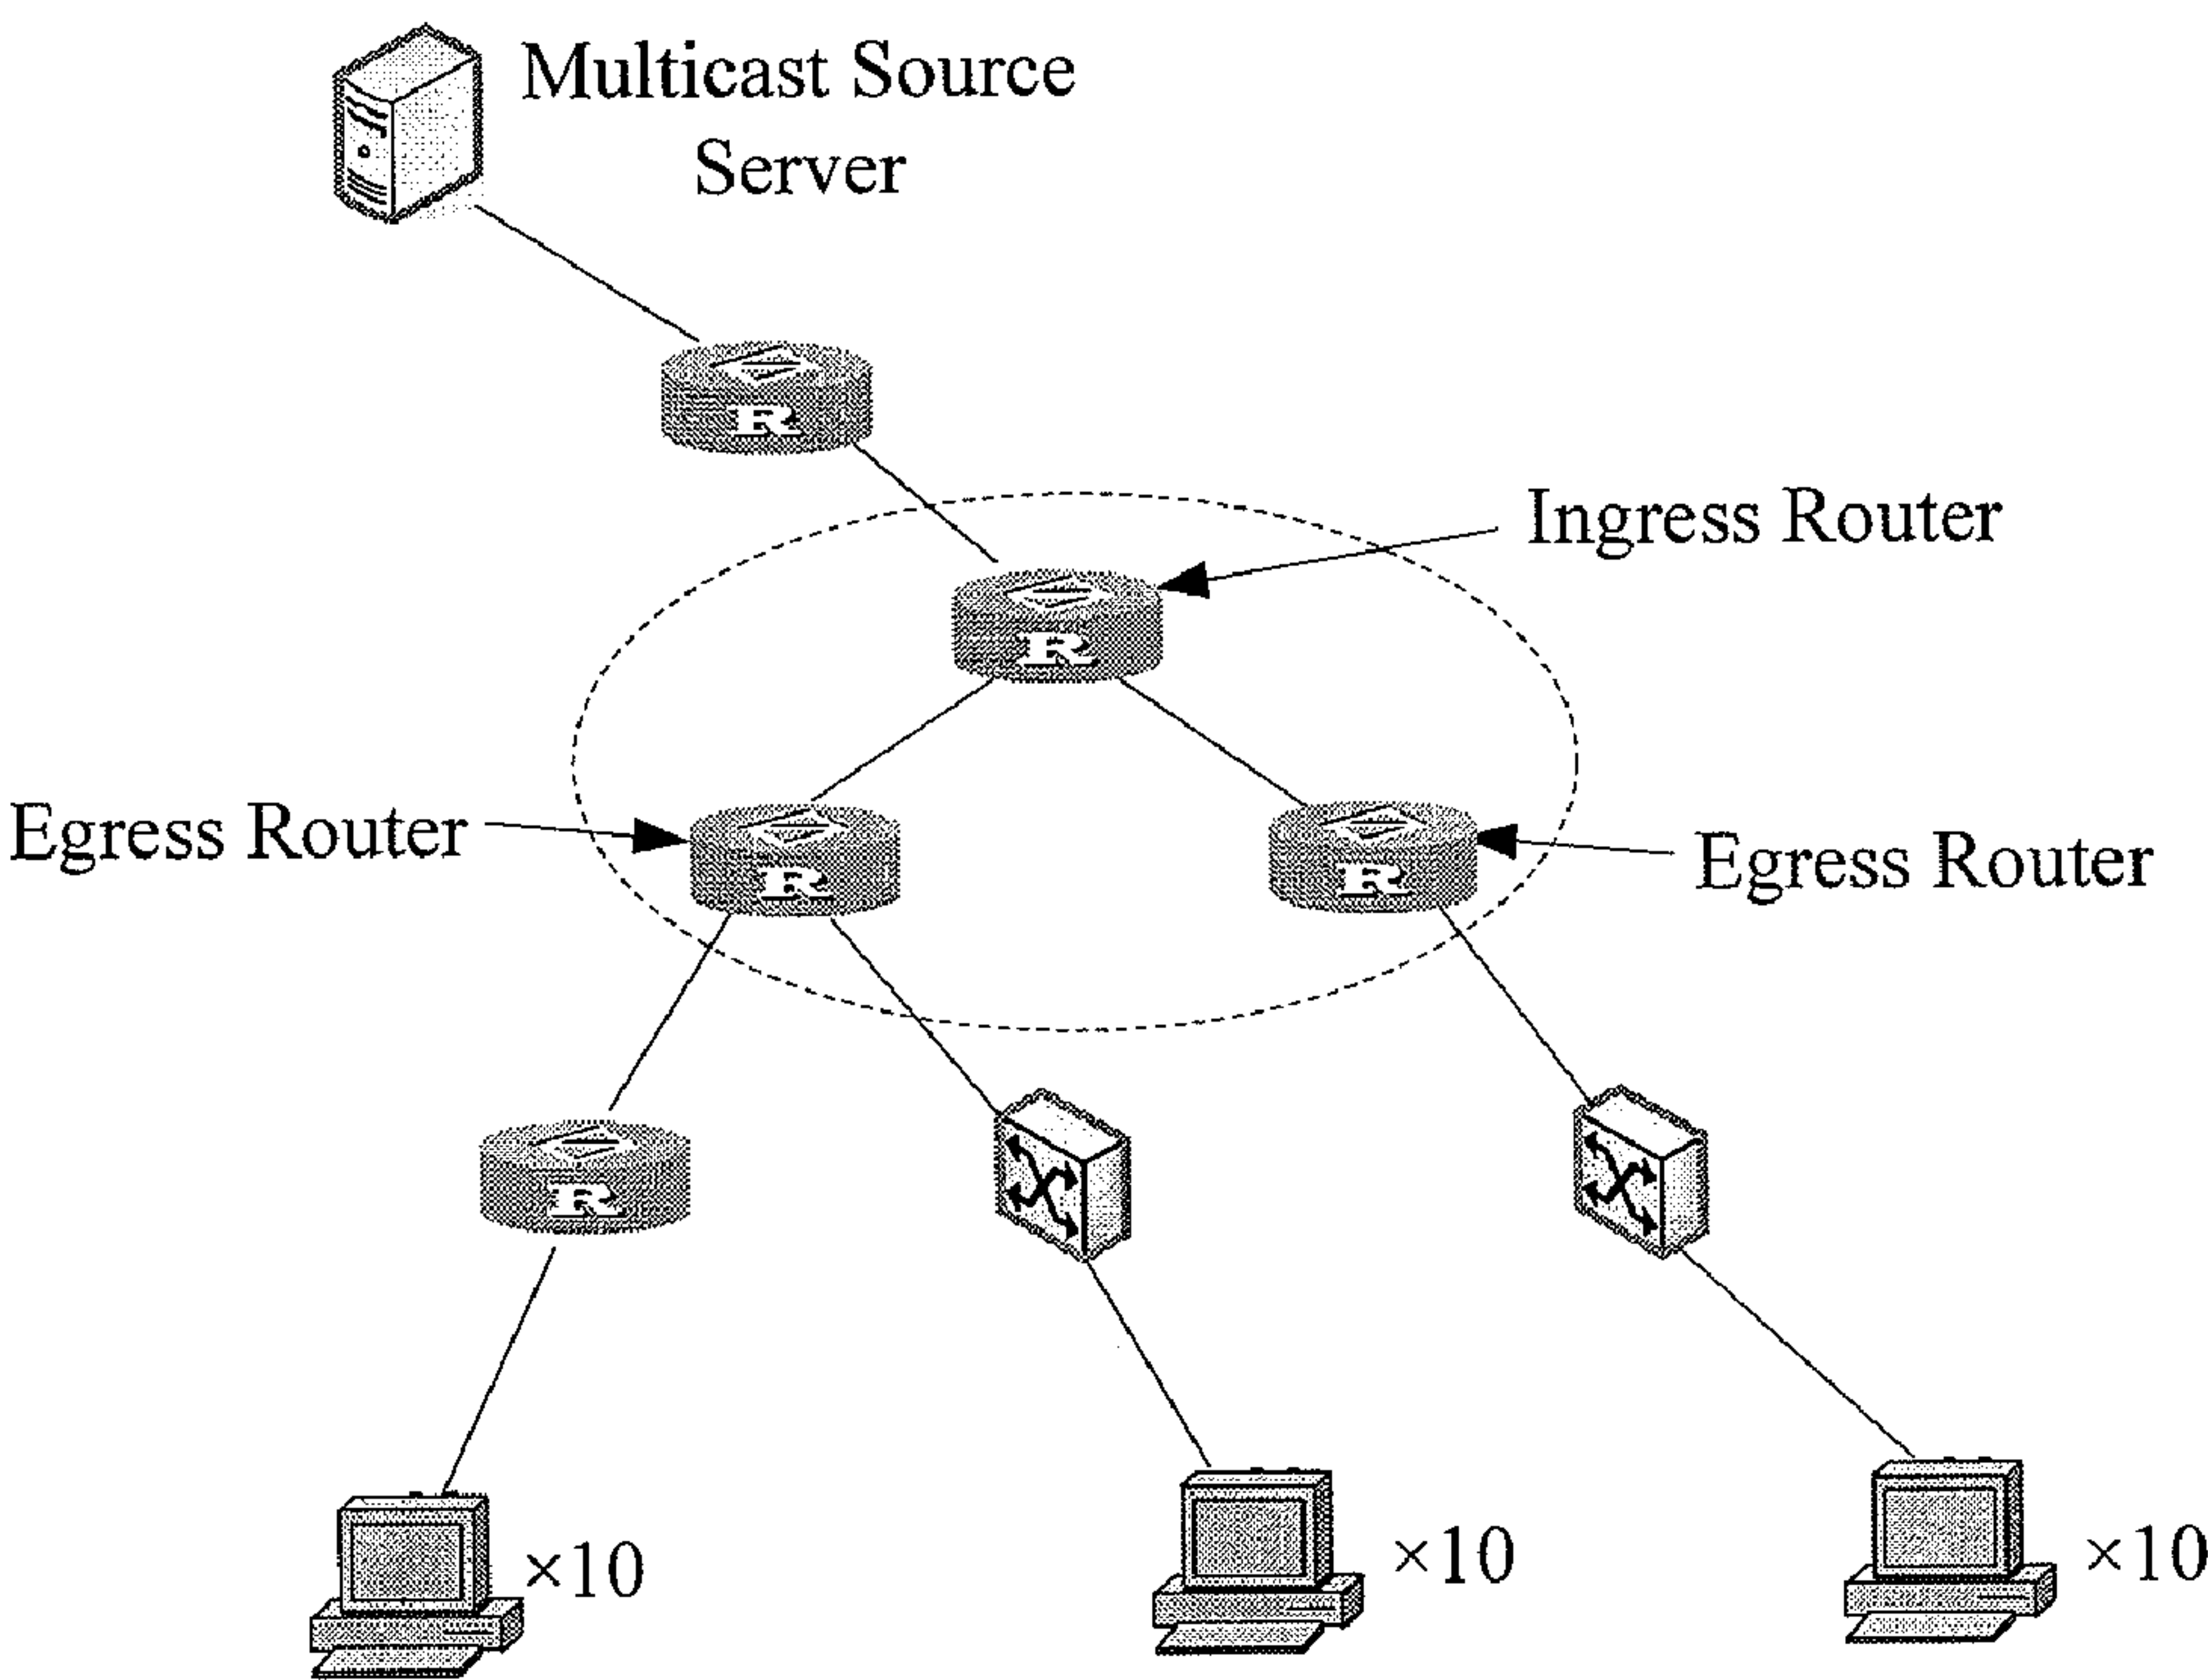 Multicast Source
Server
R
Ingress Router
R
Egress Router
R
R
Egress Router
R
×10
×10
×10